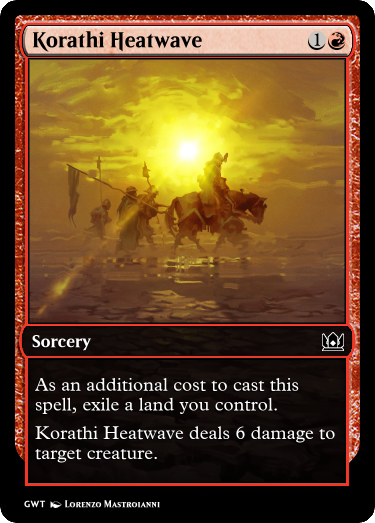 Korathi Heatwave 1
Sorcery
As an additional cost to cast this
spell, exile a land you control.
Korathi Heatwave deals 6 damage to
target creature.
GWT Lorenzo Mastroianni